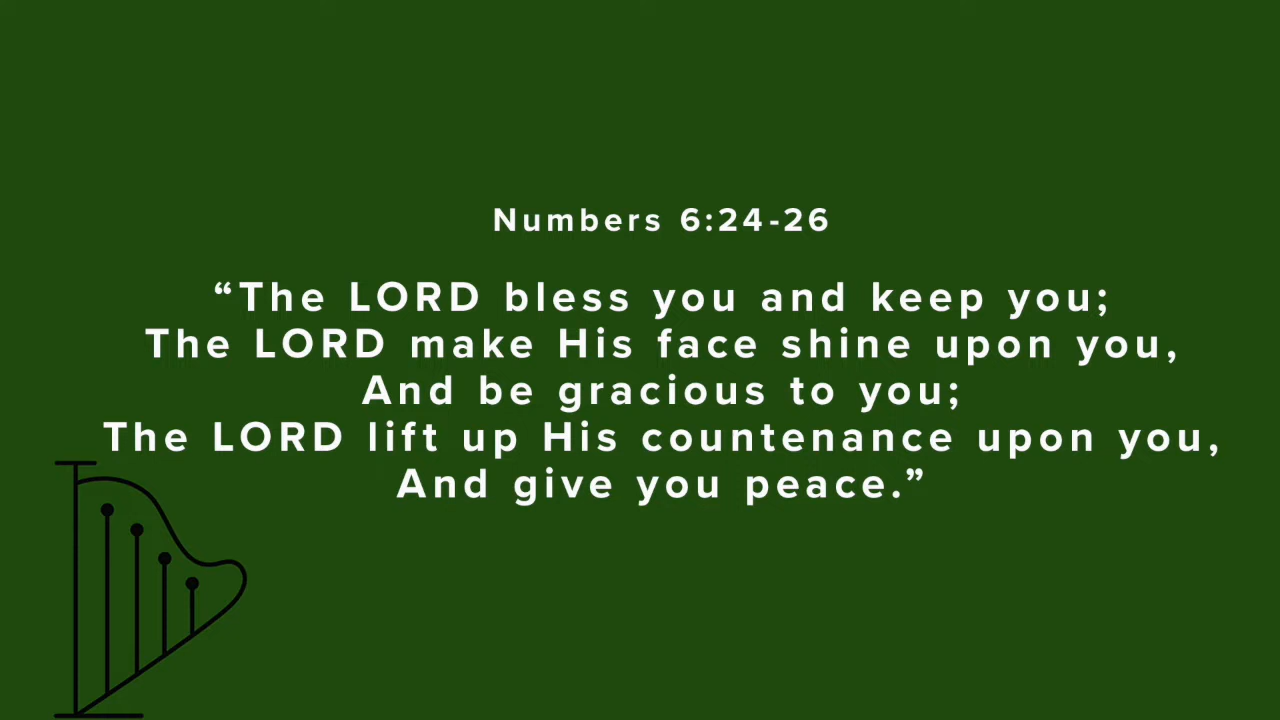 Numbers 6:24-26
“The LORD bless you and keep you;
The LORD make His face shine upon you,
And be gracious to you;
The LORD lift up His countenance upon you,
And give you peace.”